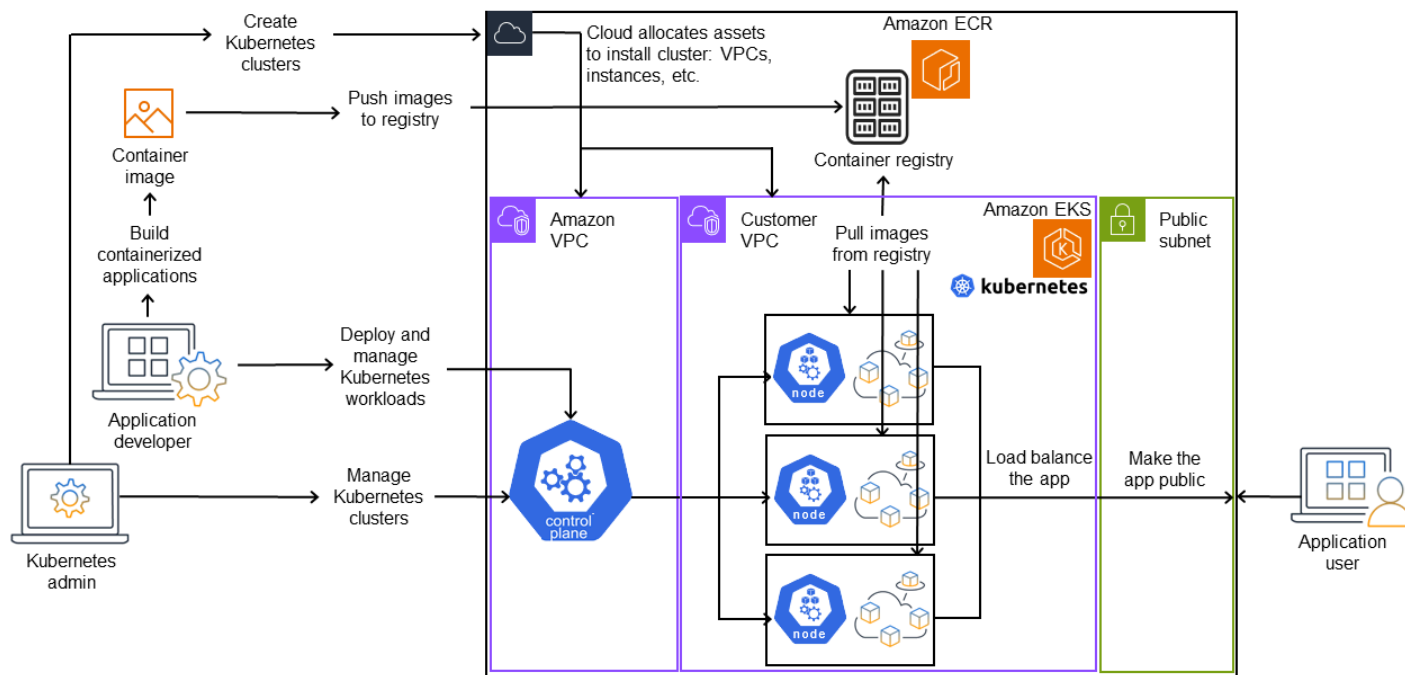 Create
Kubernetes
clusters
Cloud allocates assets
to install cluster: VPCs,
instances, etc.
Amazon ECR
Push images
to registry
Container
image
Container registry
Build
containerized
applications
Amazon
VPC
Customer
VPC
Amazon EKS
K
Public
subnet
Pull images
from registry
kubernetes
Deploy and
manage
Kubernetes
workloads
Application
developer
node
node
node
control
plane
Manage
Kubernetes
clusters
Kubernetes
admin
Load balance
the app
Make the
app public
Application
user